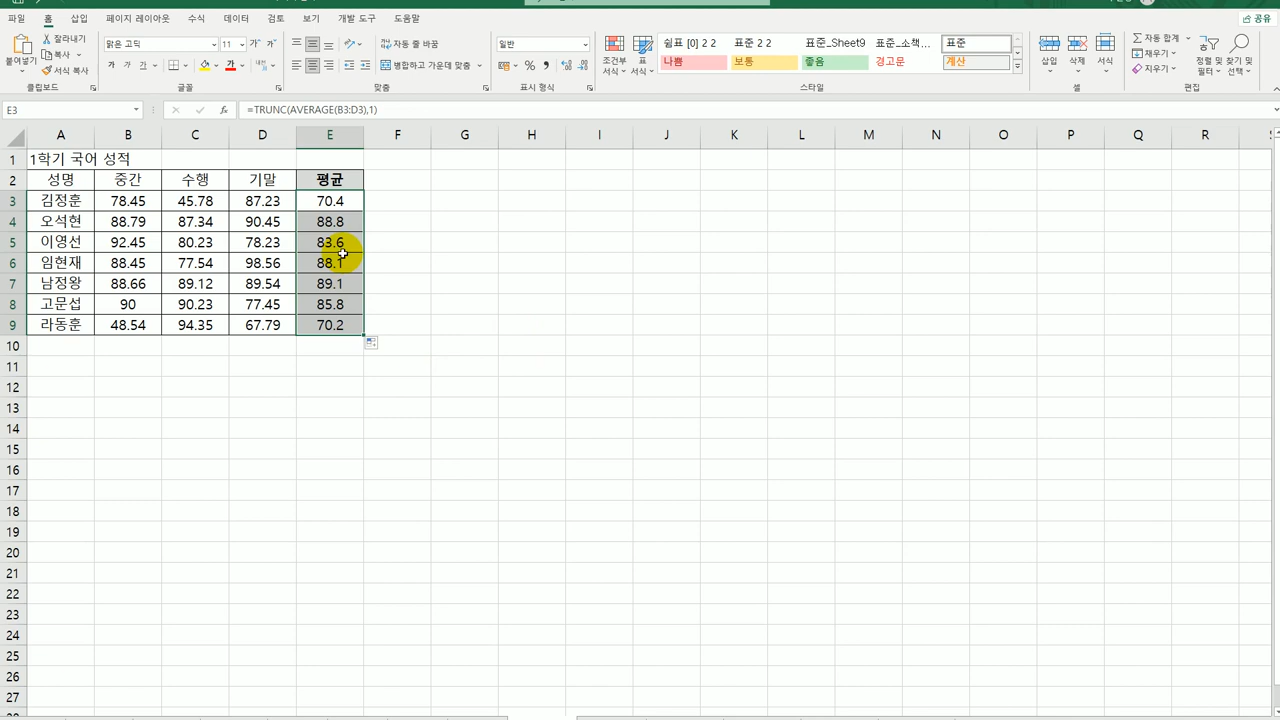 파일 홈 삽입 페이지 레이아웃 수식 데이터 검토 보기 개발 도구 도움말 공유
잘라내기
복사
서식 복사
붙여넣기
클립보드
맑은 고딕 11
가 가 가 가
글꼴
자동 줄 바꿈
병합하고 가운데 맞춤
맞춤
일반
표시 형식
조건부 서식
표 서식
쉼표 [0] 2 2 표준 2 2 표준_Sheet9 표준_소책... 표준
나쁨 보통 좋음 경고문 계산
스타일
삽입 삭제 서식
셀
자동 합계
채우기
지우기
정렬 및 필터
찾기 및 선택
편집
E3 fx =TRUNC(AVERAGE(B3:D3),1)
A B C D E F G H I J K L M N O P Q R
1 1학기 국어 성적
2 성명 중간 수행 기말 평균
3 김정훈 78.45 45.78 87.23 70.4
4 오석현 88.79 87.34 90.45 88.8
5 이영선 92.45 80.23 78.23 83.6
6 임현재 88.45 77.54 98.56 88.1
7 남정왕 88.66 89.12 89.54 89.1
8 고문섭 90 90.23 77.45 85.8
9 라동훈 48.54 94.35 67.79 70.2
10
11
12
13
14
15
16
17
18
19
20
21
22
23
24
25
26
27